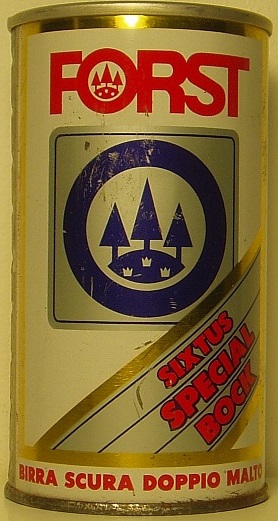 FORST
SIXTUS
SPECIAL
BOCK
BIRRA SCURA DOPPIO MALTO